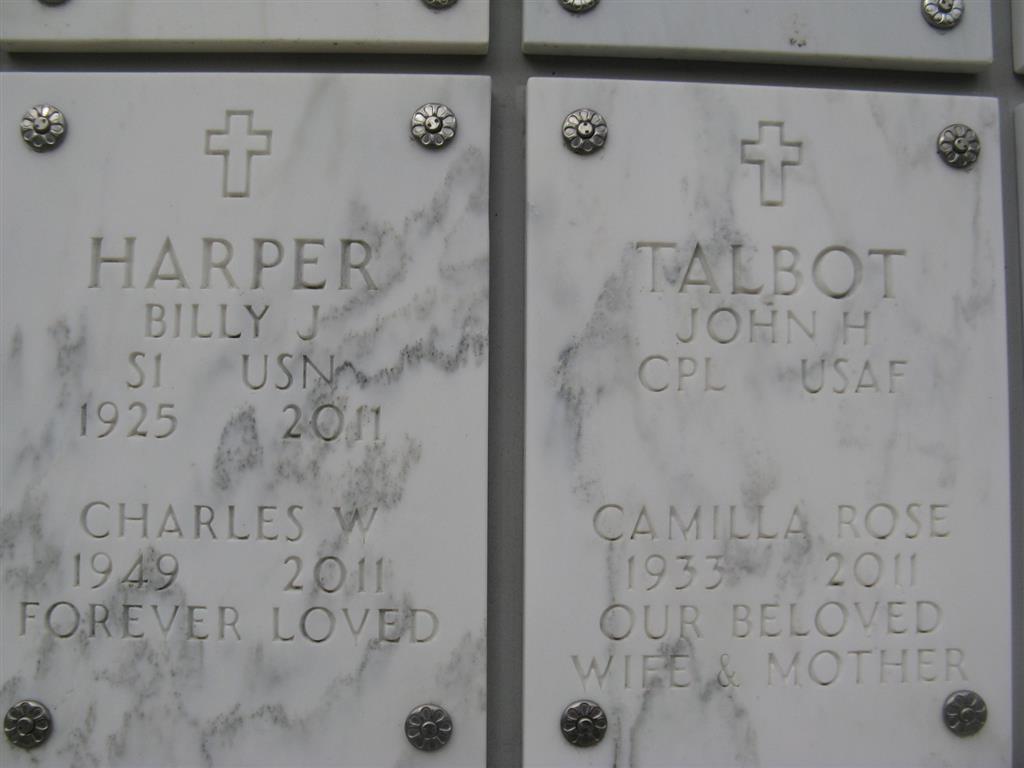 HARPER
BILLY J
S1 USN
1925 2011
CHARLES W
1949 2011
FOREVER LOVED
TALBOT
JOHN H
CPL USAF
CAMILLA ROSE
1933 2011
OUR BELOVED
WIFE & MOTHER